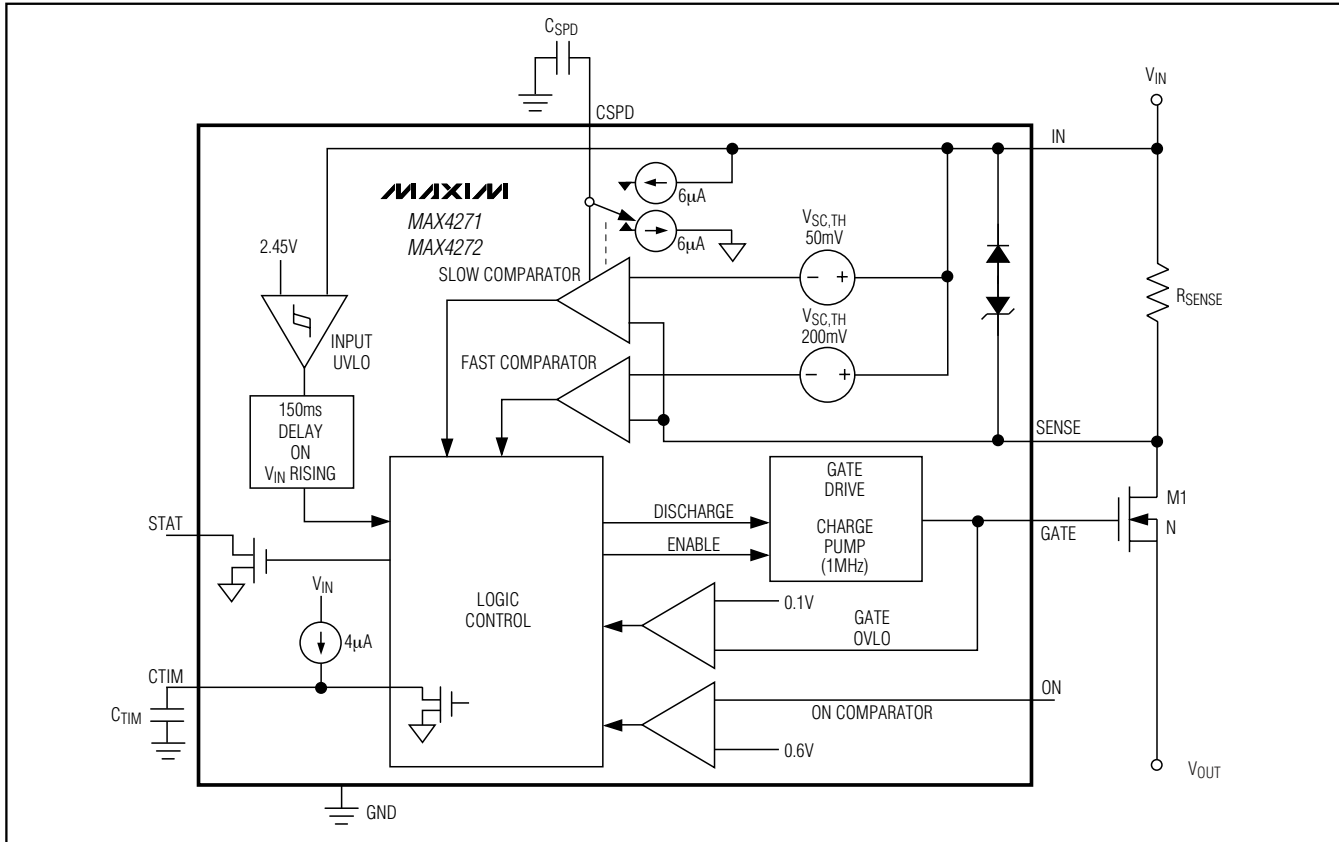 CSPD
VIN
CSPD
IN
MAXIM
MAX4271
MAX4272
6µA
6µA
VSC,TH
50mV
2.45V
SLOW COMPARATOR
RSENSE
VSC,TH
200mV
INPUT
UVLO
FAST COMPARATOR
150ms
DELAY
ON
VIN RISING
SENSE
GATE
DRIVE
CHARGE
PUMP
(1MHz)
M1
N
STAT
DISCHARGE
ENABLE
GATE
VIN
4µA
LOGIC
CONTROL
0.1V
GATE
OVLO
CTIM
CTIM
ON
ON COMPARATOR
0.6V
VOUT
GND